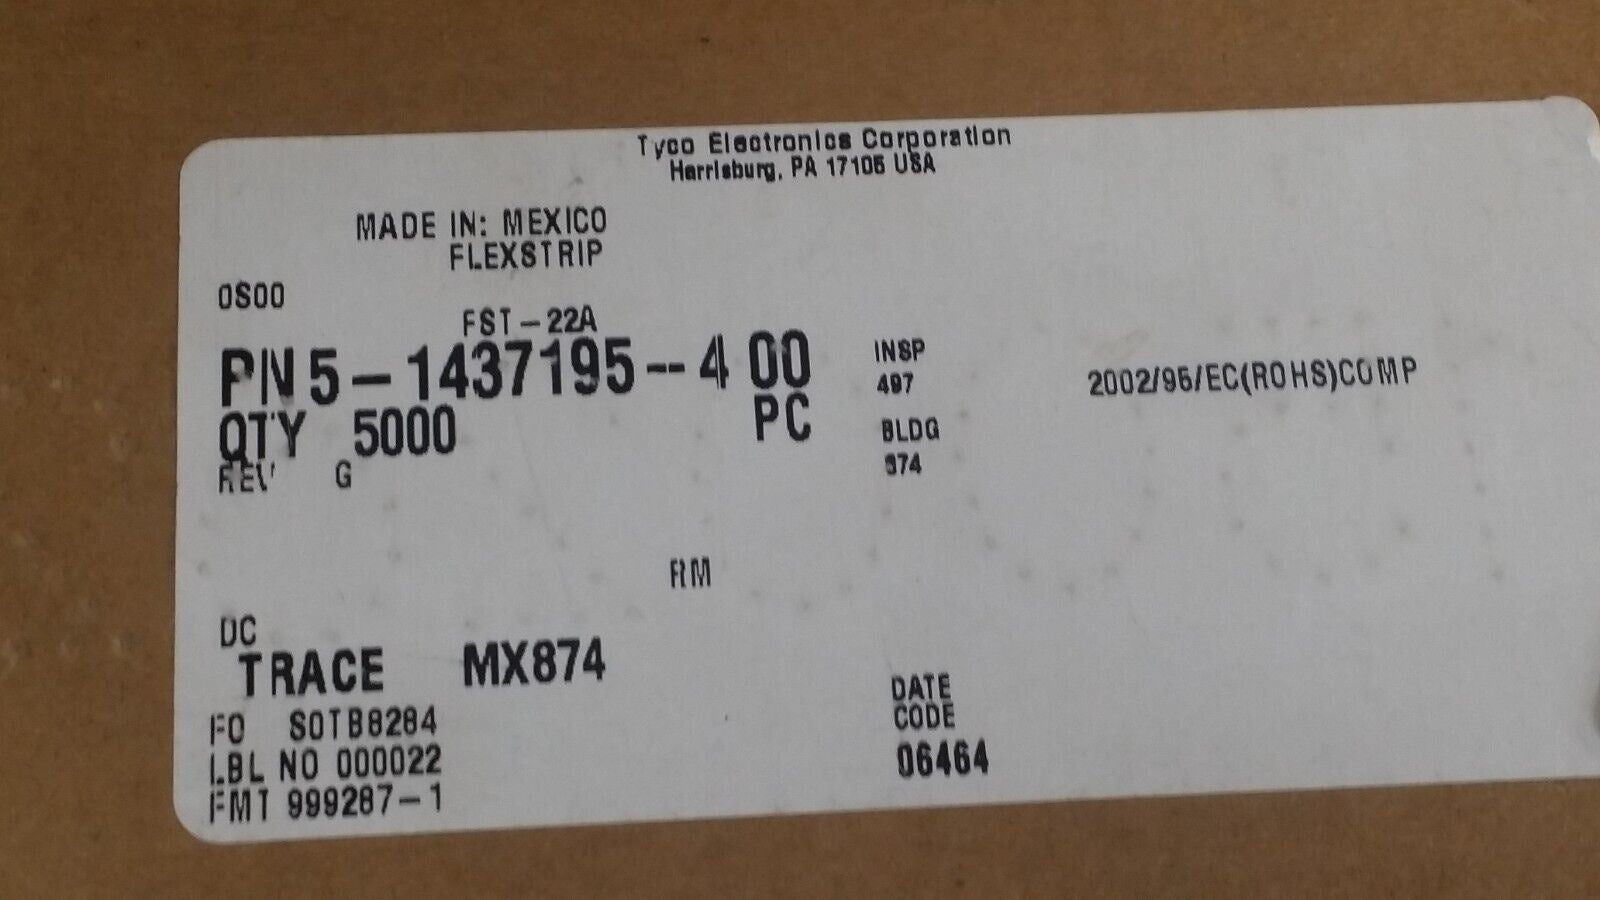 Tyco Electronics Corporation
Harrisburg, PA 17105 USA
MADE IN: MEXICO
FLEXSTRIP
0S00
FST-22A
PN 5-1437195--4 00
QTY 5000 PC
REV G
INSP
497
BLDG
974
2002/95/EC(ROHS)COMP
RM
DC
TRACE MX874
FO S0TB8284
LBL NO 000022
FMT 999287-1
DATE
CODE
06464